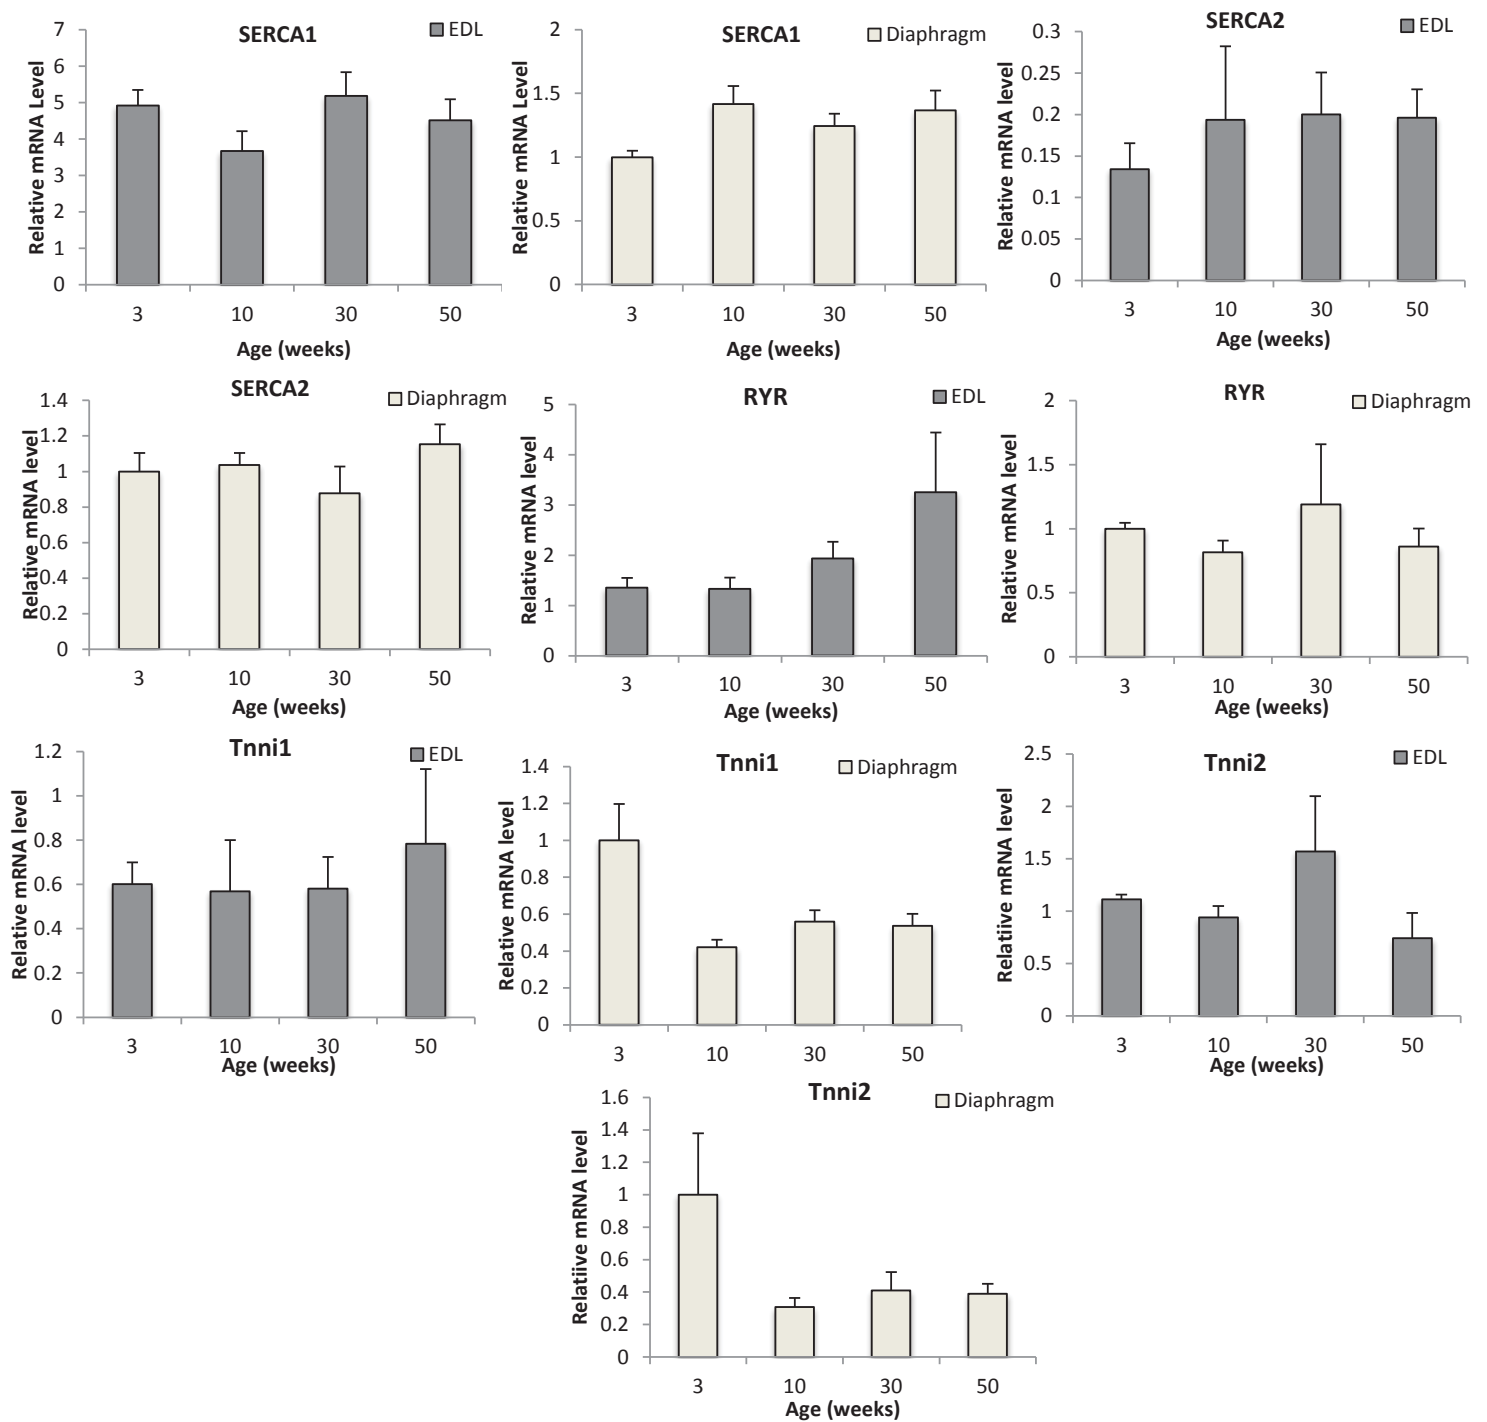 SERCA1
EDL
Relative mRNA Level
7
6
5
4
3
2
1
0
3 10 30 50
Age (weeks)
SERCA1
Diaphragm
Relative mRNA Level
2
1.5
1
0.5
0
3 10 30 50
Age (weeks)
SERCA2
EDL
Relative mRNA level
0.3
0.25
0.2
0.15
0.1
0.05
0
3 10 30 50
Age (weeks)
SERCA2
Diaphragm
Relative mRNA level
1.4
1.2
1
0.8
0.6
0.4
0.2
0
3 10 30 50
Age (weeks)
RYR
EDL
Relative mRNA level
5
4
3
2
1
0
3 10 30 50
Age (weeks)
RYR
Diaphragm
Relative mRNA level
2
1.5
1
0.5
0
3 10 30 50
Age (weeks)
Tnni1
EDL
Relative mRNA level
1.2
1
0.8
0.6
0.4
0.2
0
3 10 30 50
Age (weeks)
Tnni1
Diaphragm
Relative mRNA level
1.4
1.2
1
0.8
0.6
0.4
0.2
0
3 10 30 50
Tnni2
EDL
Relatiive mRNA level
2.5
2
1.5
1
0.5
0
3 10 30 50
Age (weeks)
Tnni2
Diaphragm
Relatiive mRNA level
1.6
1.4
1.2
1
0.8
0.6
0.4
0.2
0
3 10 30 50
Age (weeks)